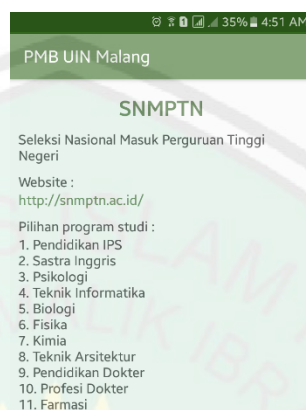 35% 4:51 AM
PMB UIN Malang
SNMPTN
Seleksi Nasional Masuk Perguruan Tinggi
Negeri
Website :
http://snmptn.ac.id/
Pilihan program studi :
1. Pendidikan IPS
2. Sastra Inggris
3. Psikologi
4. Teknik Informatika
5. Biologi
6. Fisika
7. Kimia
8. Teknik Arsitektur
9. Pendidikan Dokter
10. Profesi Dokter
11. Farmasi